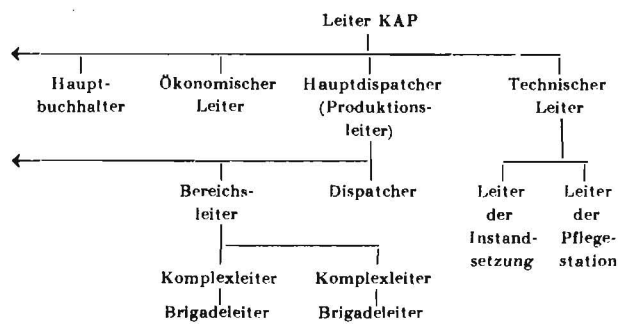 Leiter KAP
Haupt-
buchhalter
Ökonomischer
Leiter
Hauptdispatcher
(Produktions-
leiter)
Technischer
Leiter
Bereichs-
leiter
Dispatcher
Leiter
der
Instand-
setzung
Leiter
der
Pflege-
station
Komplexleiter
Komplexleiter
Brigadeleiter
Brigadeleiter